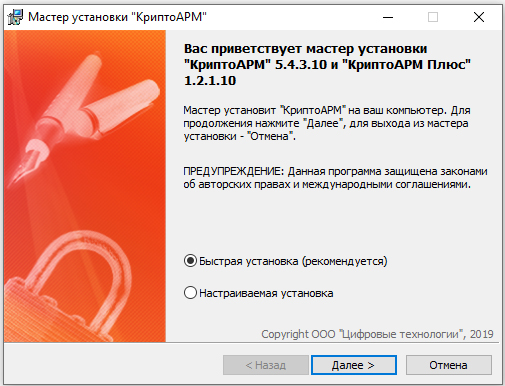 Мастер установки "КриптоАРМ"
Вас приветствует мастер установки
"КриптоАРМ" 5.4.3.10 и "КриптоАРМ Плюс"
1.2.1.10
Мастер установит "КриптоАРМ" на ваш компьютер. Для
продолжения нажмите "Далее", для выхода из мастера
установки - "Отмена".
ПРЕДУПРЕЖДЕНИЕ: Данная программа защищена законами
об авторских правах и международными соглашениями.
Быстрая установка (рекомендуется)
Настраиваемая установка
Copyright ООО "Цифровые технологии", 2019
< Назад
Далее >
Отмена